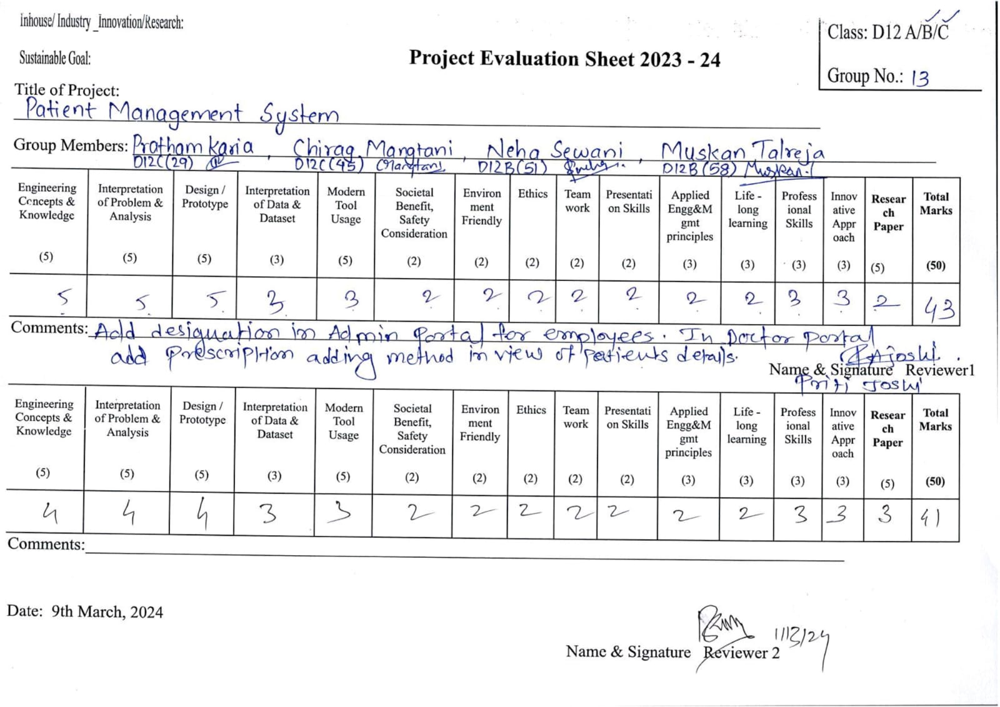 Inhouse/ Industry _Innovation/Research:
Class: D12 A/B/C
Sustainable Goal:
Project Evaluation Sheet 2023 - 24
Group No.: 13
Title of Project:
Patient Management System
Group Members: Pratham Karia , Chirag Mangtani , Neha Sewani , Muskan Talreja
D12C(29) D12C(45) D12B(51) D12B(58) Muskan.T
Engineering Concepts & Knowledge (5)
Interpretation of Problem & Analysis (5)
Design / Prototype (5)
Interpretation of Data & Dataset (3)
Modern Tool Usage (5)
Societal Benefit, Safety Consideration (2)
Environ ment Friendly (2)
Ethics (2)
Team work (2)
Presentati on Skills (2)
Applied Engg&M gmt principles (3)
Life - long learning (3)
Profess ional Skills (3)
Innov ative Appr oach (3)
Resear ch Paper (5)
Total Marks (50)
5 5 5 3 3 2 2 2 2 2 2 2 3 3 2 43
Comments: Add designation in Admin Portal for employees. In Doctor portal
add Prescription adding method in view of patients details.
Name & Signature Reviewer1
Priti Joshi
Engineering Concepts & Knowledge (5)
Interpretation of Problem & Analysis (5)
Design / Prototype (5)
Interpretation of Data & Dataset (3)
Modern Tool Usage (5)
Societal Benefit, Safety Consideration (2)
Environ ment Friendly (2)
Ethics (2)
Team work (2)
Presentati on Skills (2)
Applied Engg&M gmt principles (3)
Life - long learning (3)
Profess ional Skills (3)
Innov ative Appr oach (3)
Resear ch Paper (5)
Total Marks (50)
4 4 4 3 3 2 2 2 2 2 2 2 3 3 3 41
Comments:
Date: 9th March, 2024
Name & Signature Reviewer 2